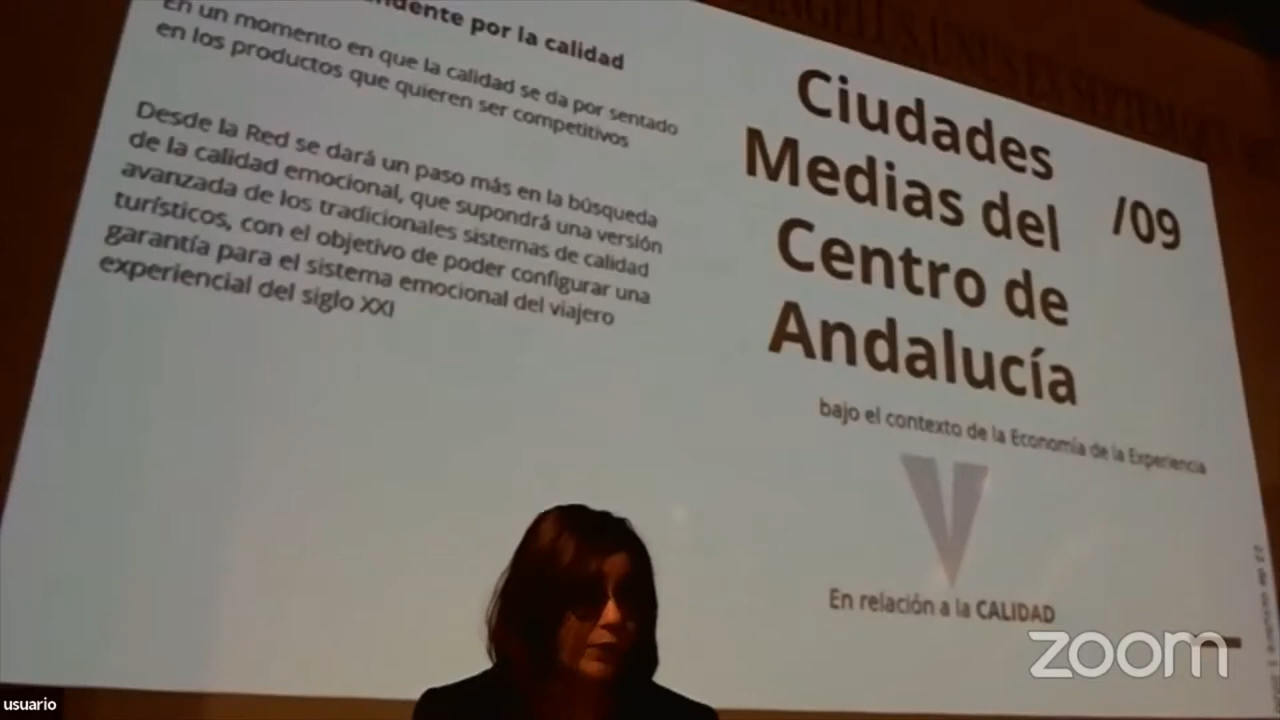 por la calidad
En un momento en que la calidad se da por sentado
en los productos que quieren ser competitivos
Desde la Red se dará un paso más en la búsqueda
de la calidad emocional, que supondrá una versión
avanzada de los tradicionales sistemas de calidad
turísticos, con el objetivo de poder configurar una
garantía para el sistema emocional del viajero
experiencial del siglo XXI
Ciudades
Medias del
Centro de
Andalucía
/09
bajo el contexto de la Economía de la Experiencia
En relación a la CALIDAD
zoom
usuario